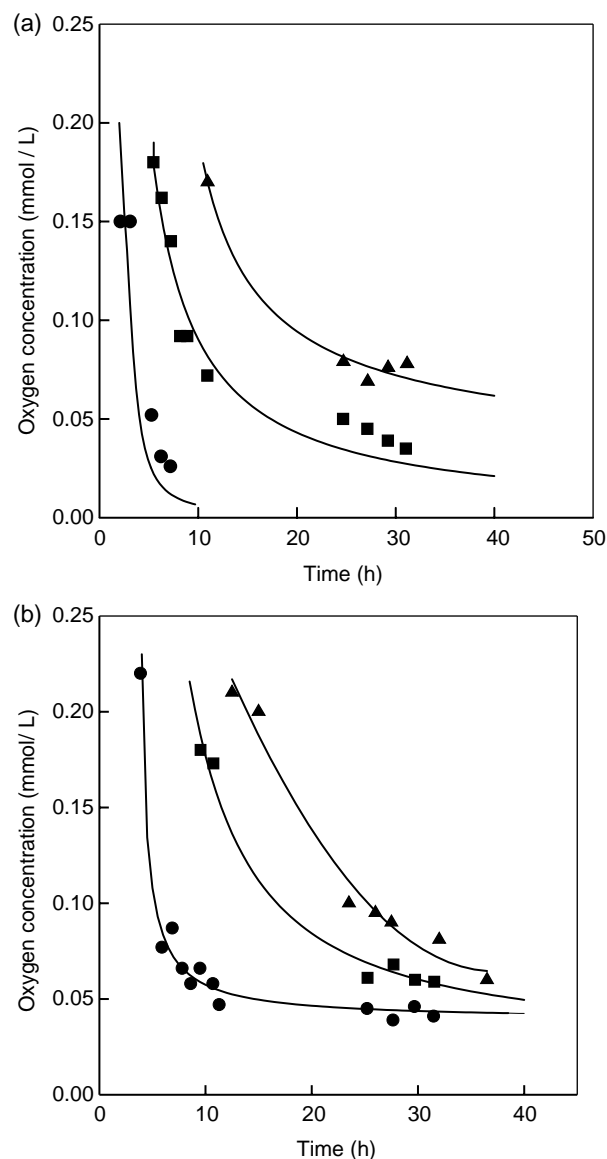 (a)
0.25
0.20
0.15
0.10
0.05
0.00
Oxygen concentration (mmol / L)
0 10 20 30 40 50
Time (h)
(b)
0.25
0.20
0.15
0.10
0.05
0.00
Oxygen concentration (mmol/ L)
0 10 20 30 40
Time (h)